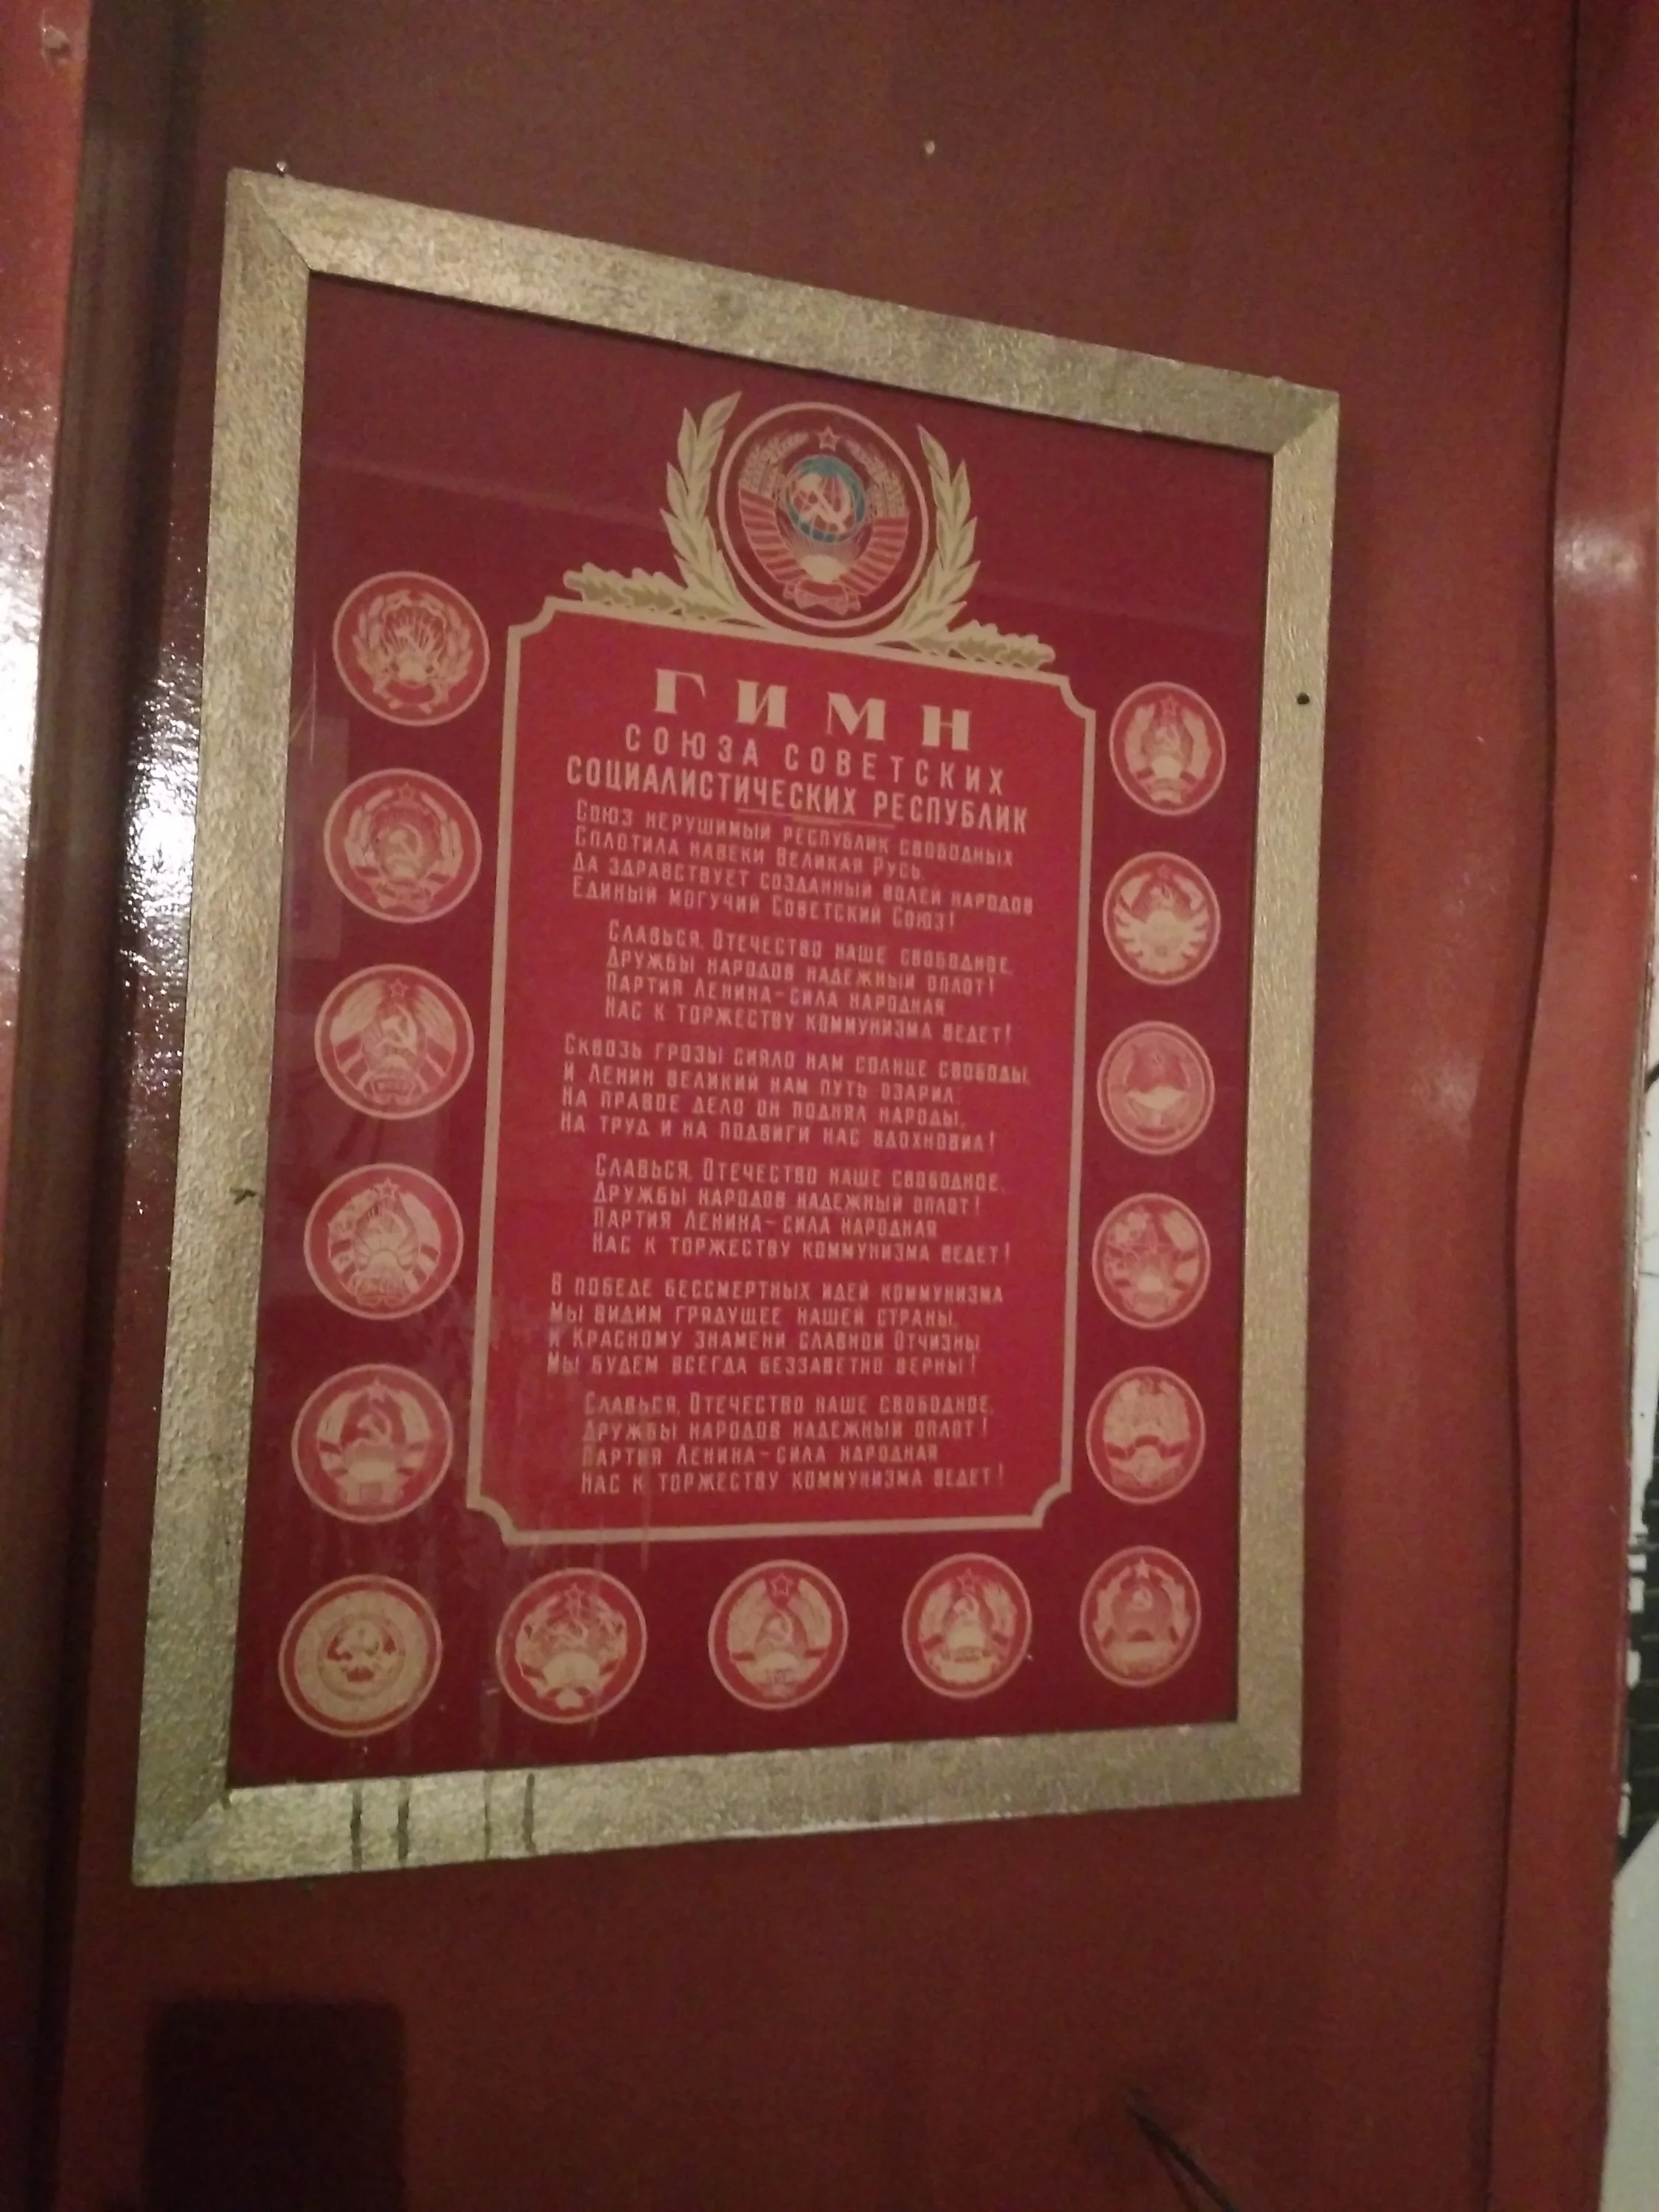 ГИМН
СОЮЗА СОВЕТСКИХ
СОЦИАЛИСТИЧЕСКИХ РЕСПУБЛИК
Союз нерушимый республик свободных
Сплотила навеки Великая Русь.
Да здравствует созданный волей народов
Единый могучий Советский Союз!
Славься, Отечество наше свободное,
Дружбы народов надежный оплот!
Партия Ленина-сила народная
Нас к торжеству коммунизма ведет!
Сквозь грозы сияло нам солнце свободы,
И Ленин великий нам путь озарил:
На правое дело он поднял народы,
На труд и на подвиги нас вдохновил!
Славься, Отечество наше свободное,
Дружбы народов надежный оплот!
Партия Ленина-сила народная
Нас к торжеству коммунизма ведет!
В победе бессмертных идей коммунизма
Мы видим грядущее нашей страны,
И Красному знамени славной Отчизны
Мы будем всегда беззаветно верны!
Славься, Отечество наше свободное,
Дружбы народов надежный оплот!
Партия Ленина-сила народная
Нас к торжеству коммунизма ведет!